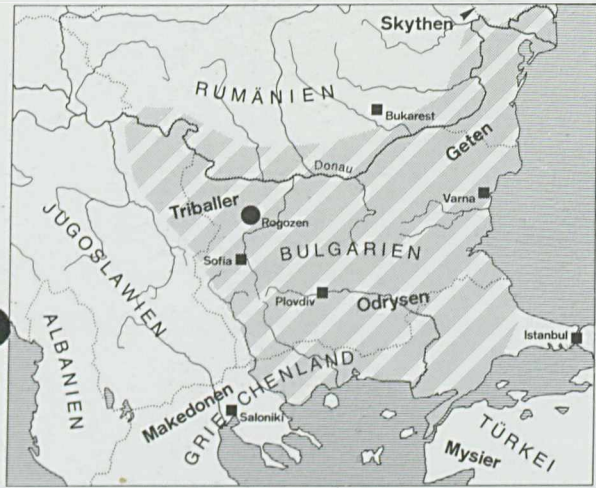 Skythen
RUMÄNIEN
Bukarest
Geten
Donau
Triballer
Varna
Rogozen
JUGOSLAWIEN
Sofia
BULGARIEN
Plovdiv
Odrysen
Istanbul
ALBANIEN
GRIECHENLAND
Makedonen
Saloniki
TÜRKEI
Mysier